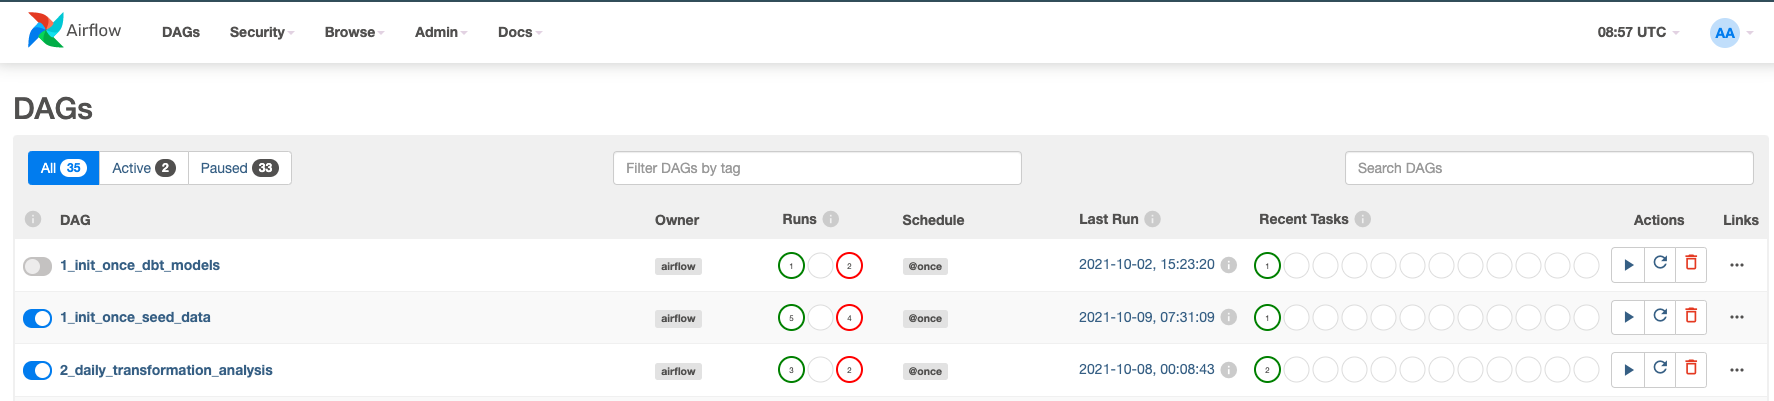 Airflow DAGs Security Browse Admin Docs 08:57 UTC AA
DAGs
All 35 Active 2 Paused 33 Filter DAGs by tag Search DAGs
i DAG Owner Runs i Schedule Last Run i Recent Tasks i Actions Links
1_init_once_dbt_models airflow 1 2 @once 2021-10-02, 15:23:20 i 1 ...
1_init_once_seed_data airflow 5 4 @once 2021-10-09, 07:31:09 i 1 ...
2_daily_transformation_analysis airflow 3 2 @once 2021-10-08, 00:08:43 i 2 ...